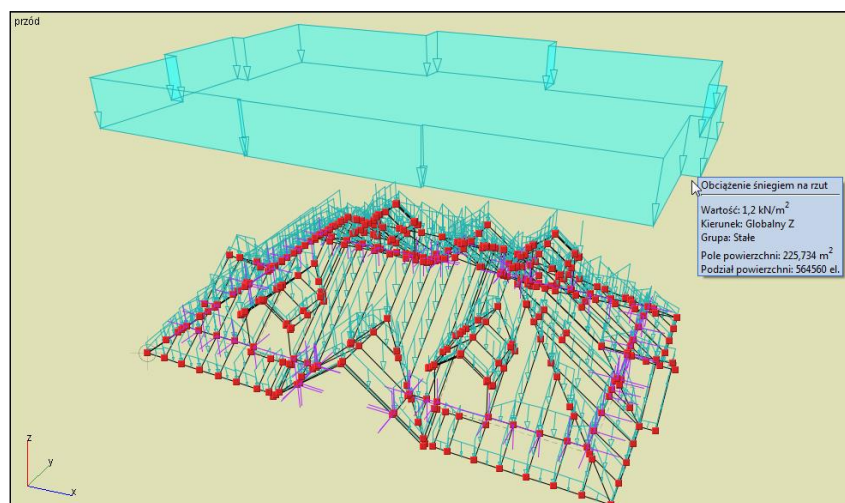 przód
Obciążenie śniegiem na rzut
Wartość: 1,2 kN/m²
Kierunek: Globalny Z
Grupa: Stałe
Pole powierzchni: 225,734 m²
Podział powierzchni: 564560 el.
z
y
x